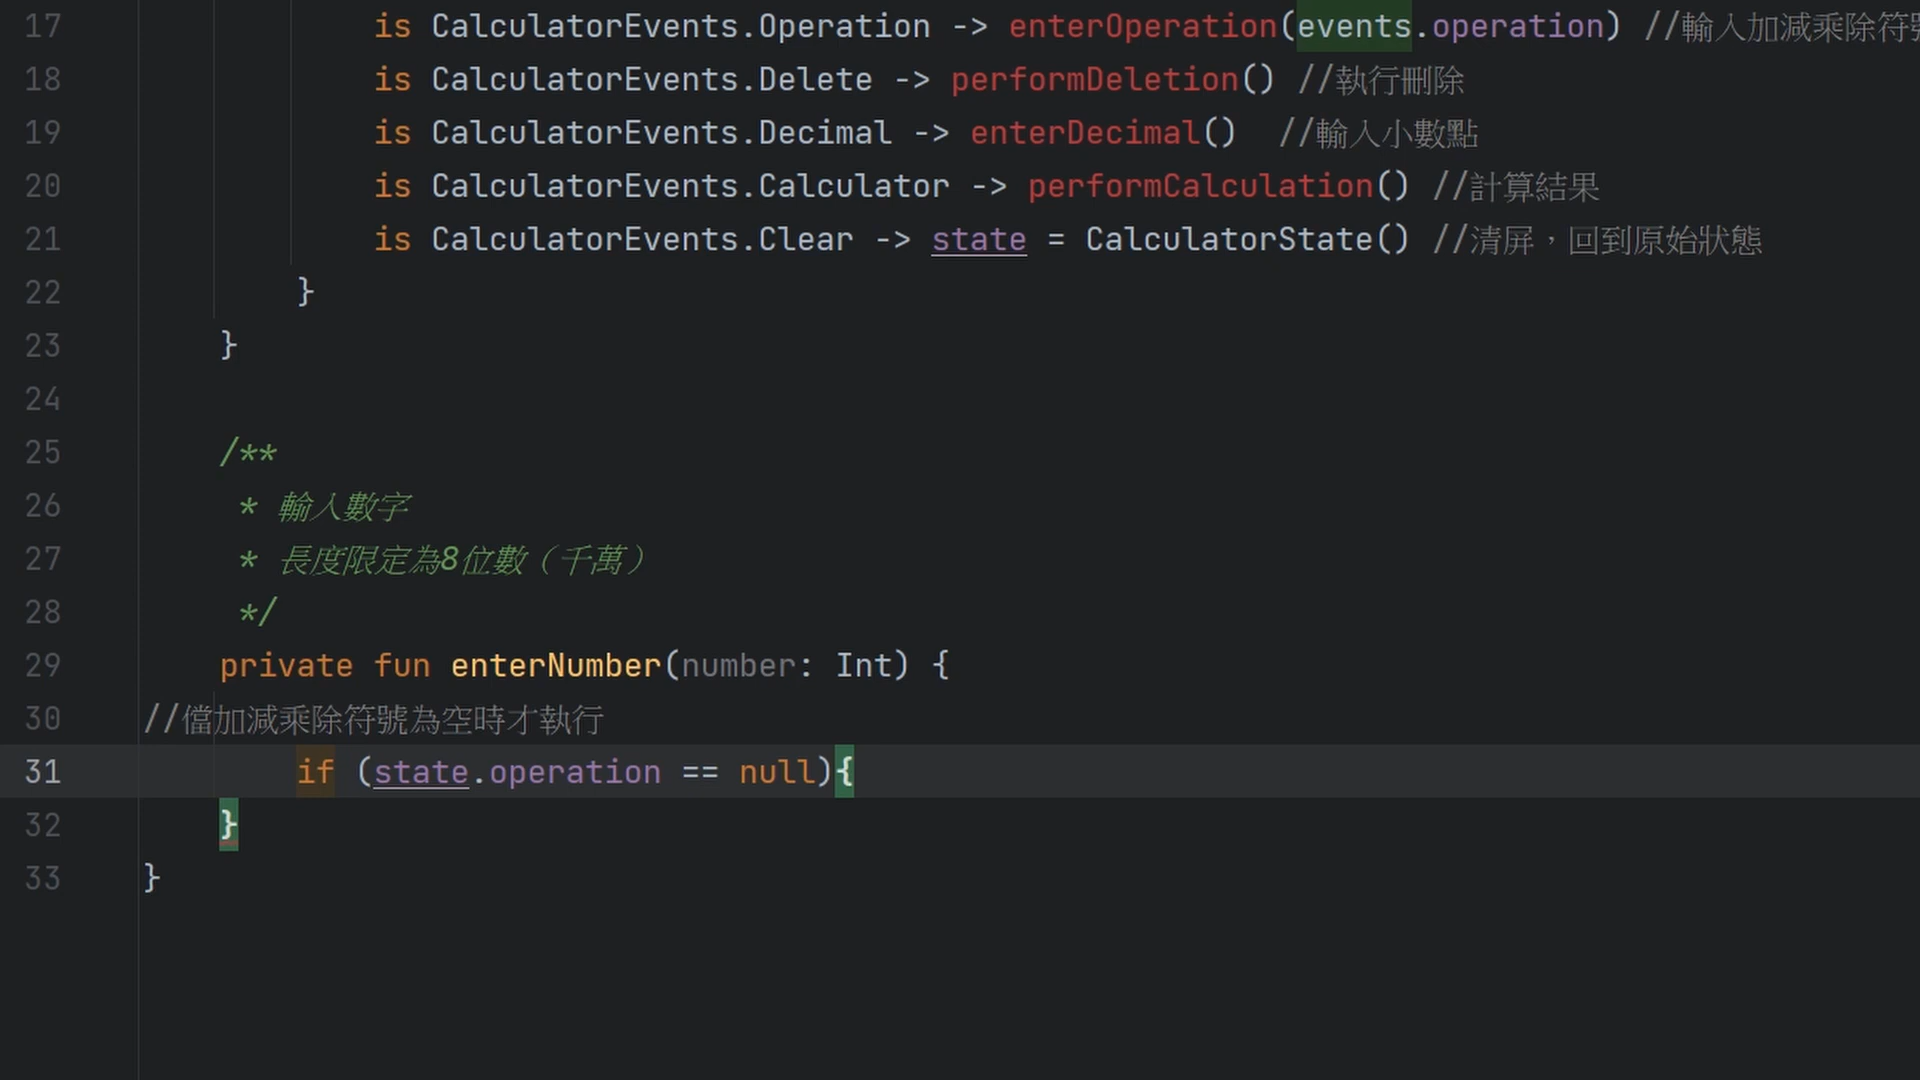 17 is CalculatorEvents.Operation -> enterOperation(events.operation) //輸入加減乘除符號
18 is CalculatorEvents.Delete -> performDeletion() //執行刪除
19 is CalculatorEvents.Decimal -> enterDecimal() //輸入小數點
20 is CalculatorEvents.Calculator -> performCalculation() //計算結果
21 is CalculatorEvents.Clear -> state = CalculatorState() //清屏，回到原始狀態
22 }
23 }
24
25 /**
26 * 輸入數字
27 * 長度限定為8位數（千萬）
28 */
29 private fun enterNumber(number: Int) {
30 //儅加減乘除符號為空時才執行
31 if (state.operation == null){
32 }
33 }